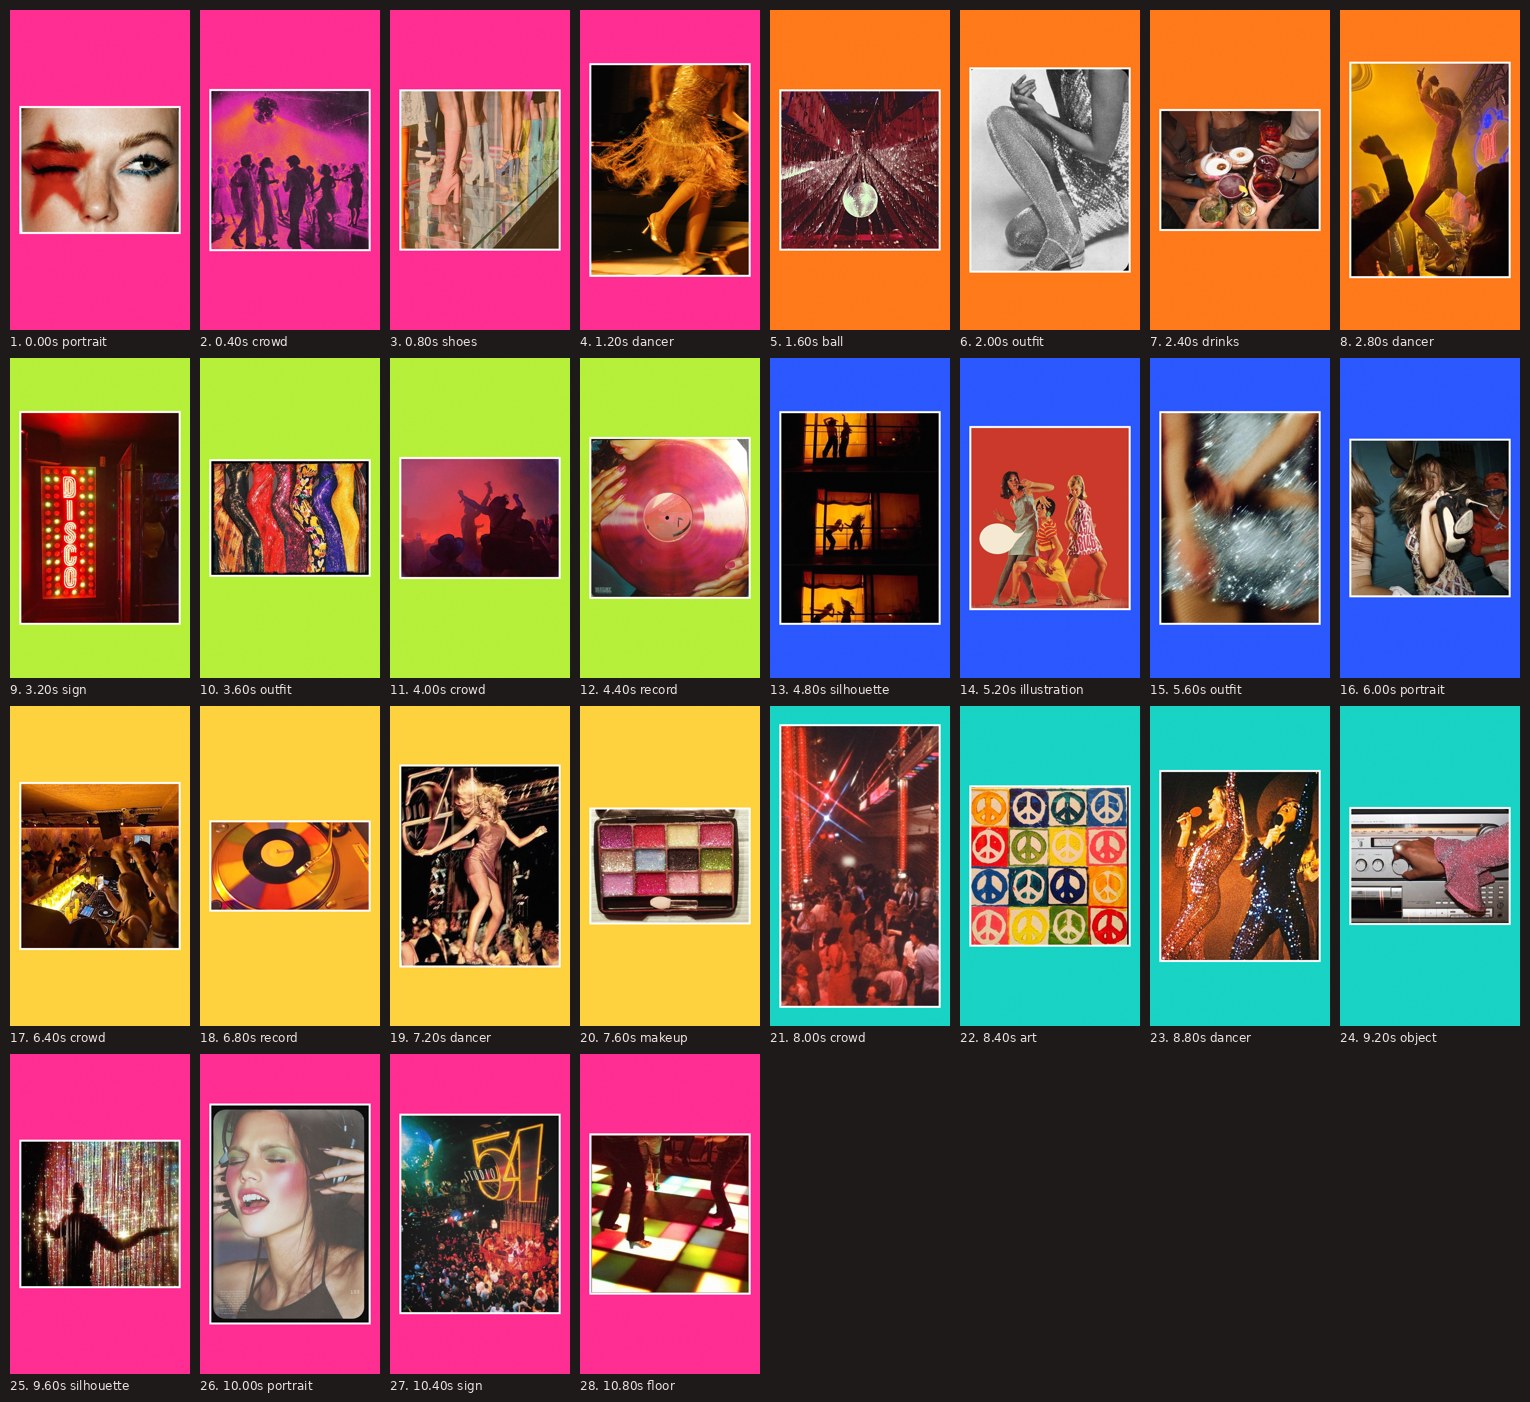 1. 0.00s portrait
2. 0.40s crowd
3. 0.80s shoes
4. 1.20s dancer
5. 1.60s ball
6. 2.00s outfit
7. 2.40s drinks
8. 2.80s dancer
DISCO
9. 3.20s sign
10. 3.60s outfit
11. 4.00s crowd
12. 4.40s record
13. 4.80s silhouette
14. 5.20s illustration
15. 5.60s outfit
16. 6.00s portrait
54
17. 6.40s crowd
18. 6.80s record
19. 7.20s dancer
20. 7.60s makeup
21. 8.00s crowd
22. 8.40s art
23. 8.80s dancer
24. 9.20s object
STUDIO
54
25. 9.60s silhouette
26. 10.00s portrait
27. 10.40s sign
28. 10.80s floor